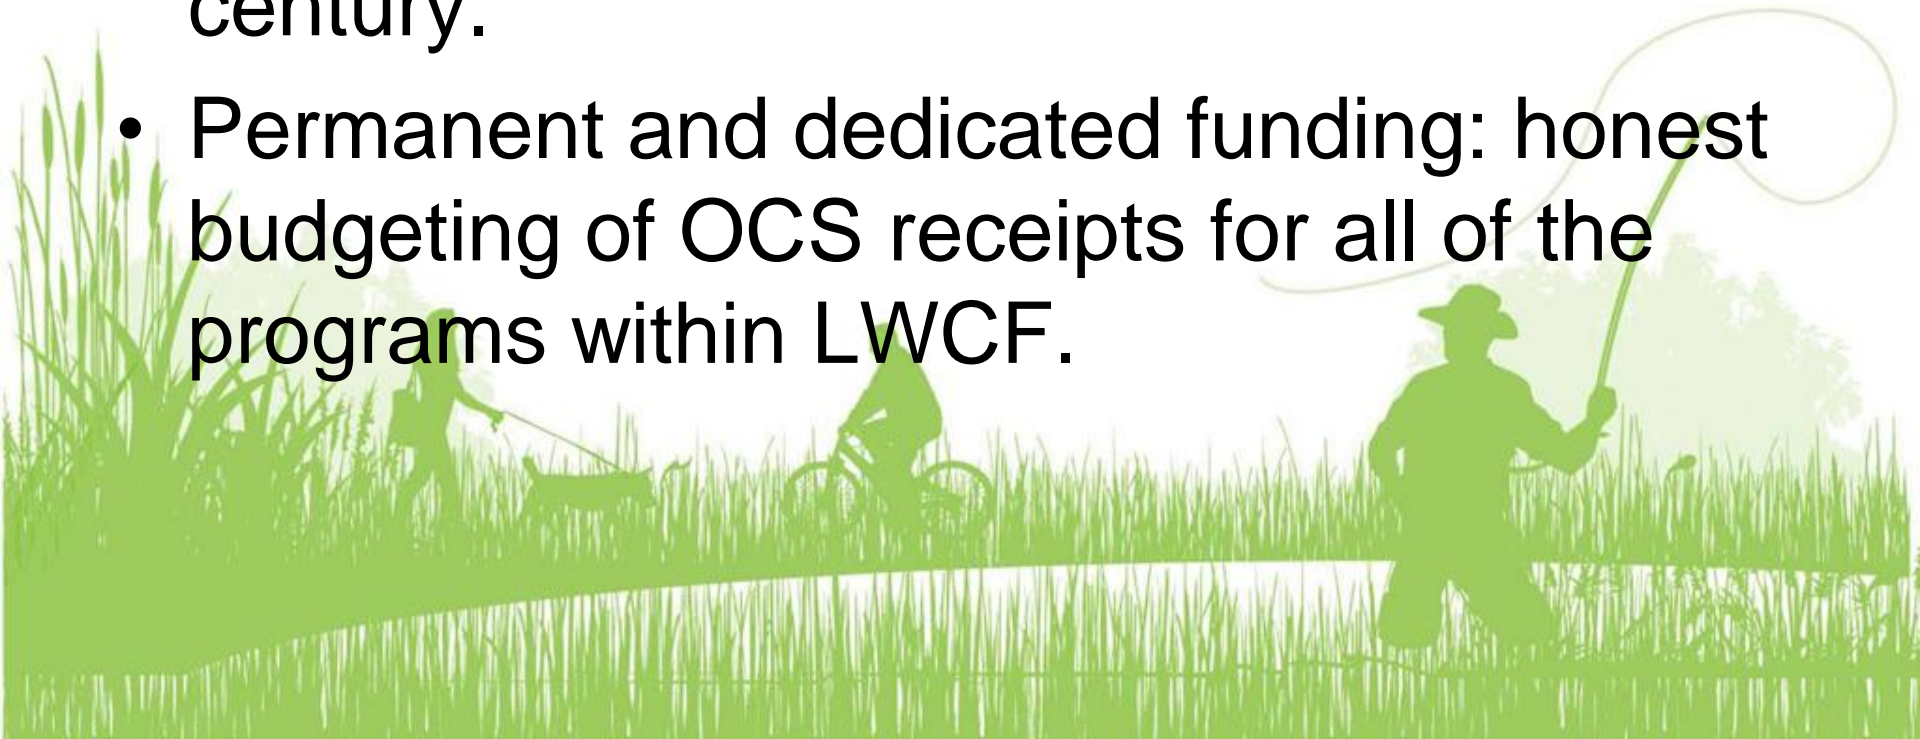 century.
• Permanent and dedicated funding: honest
budgeting of OCS receipts for all of the
programs within LWCF.